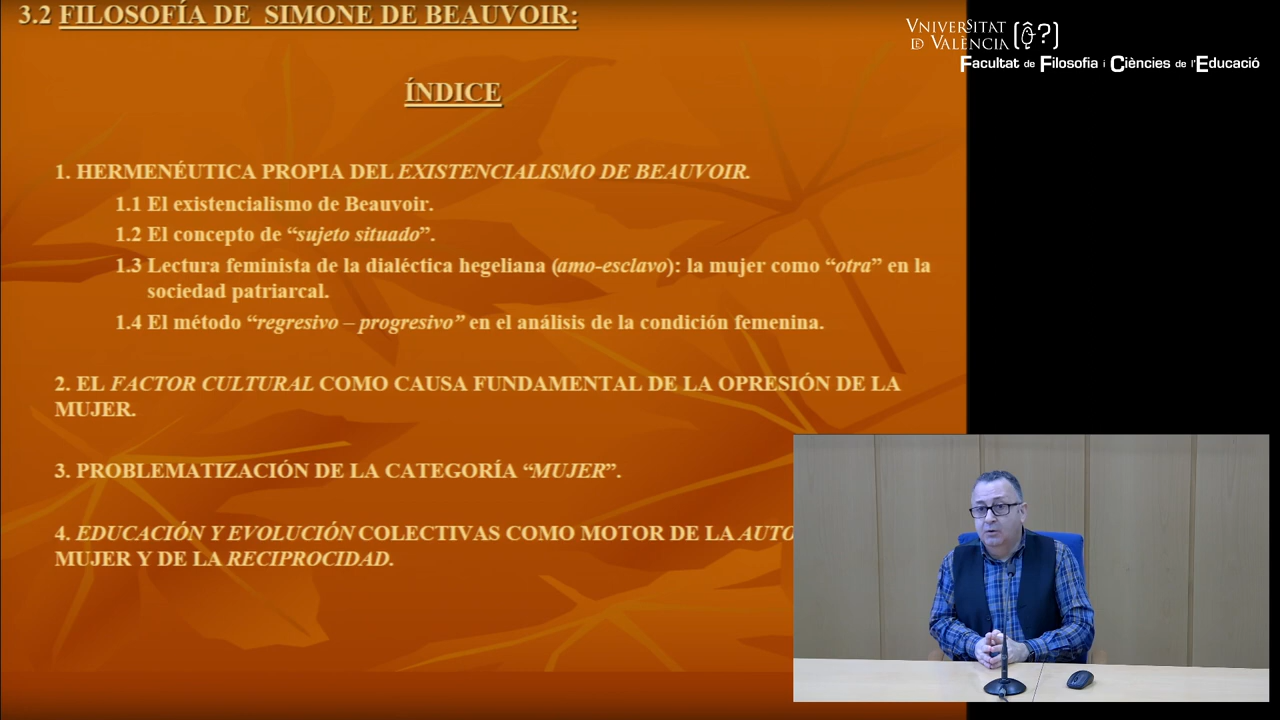 3.2 FILOSOFÍA DE SIMONE DE BEAUVOIR:
VNIVERSITAT
DE VALÈNCIA
Facultat de Filosofia i Ciències de l'Educació
ÍNDICE
1. HERMENÉUTICA PROPIA DEL EXISTENCIALISMO DE BEAUVOIR.
1.1 El existencialismo de Beauvoir.
1.2 El concepto de “sujeto situado”.
1.3 Lectura feminista de la dialéctica hegeliana (amo-esclavo): la mujer como “otra” en la
sociedad patriarcal.
1.4 El método “regresivo – progresivo” en el análisis de la condición femenina.
2. EL FACTOR CULTURAL COMO CAUSA FUNDAMENTAL DE LA OPRESIÓN DE LA
MUJER.
3. PROBLEMATIZACIÓN DE LA CATEGORÍA “MUJER”.
4. EDUCACIÓN Y EVOLUCIÓN COLECTIVAS COMO MOTOR DE LA AUTO
MUJER Y DE LA RECIPROCIDAD.